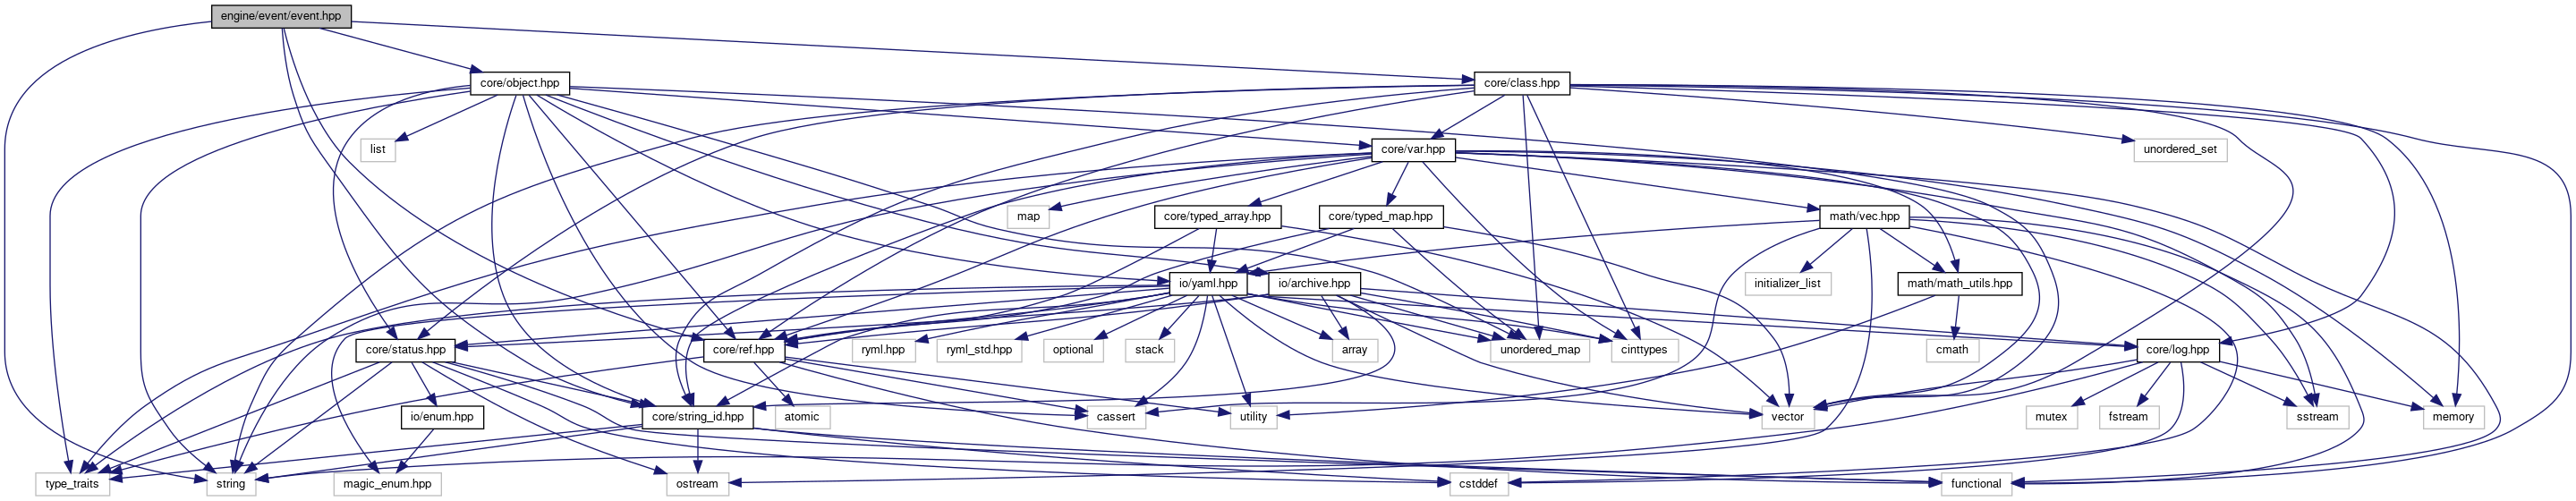 engine/event/event.hpp
core/object.hpp
core/class.hpp
list
core/var.hpp
unordered_set
map
core/typed_array.hpp
core/typed_map.hpp
math/vec.hpp
io/yaml.hpp
io/archive.hpp
initializer_list
math/math_utils.hpp
core/status.hpp
core/ref.hpp
ryml.hpp
ryml_std.hpp
optional
stack
array
unordered_map
cinttypes
cmath
core/log.hpp
io/enum.hpp
core/string_id.hpp
atomic
cassert
utility
vector
mutex
fstream
sstream
memory
type_traits
string
magic_enum.hpp
ostream
cstddef
functional